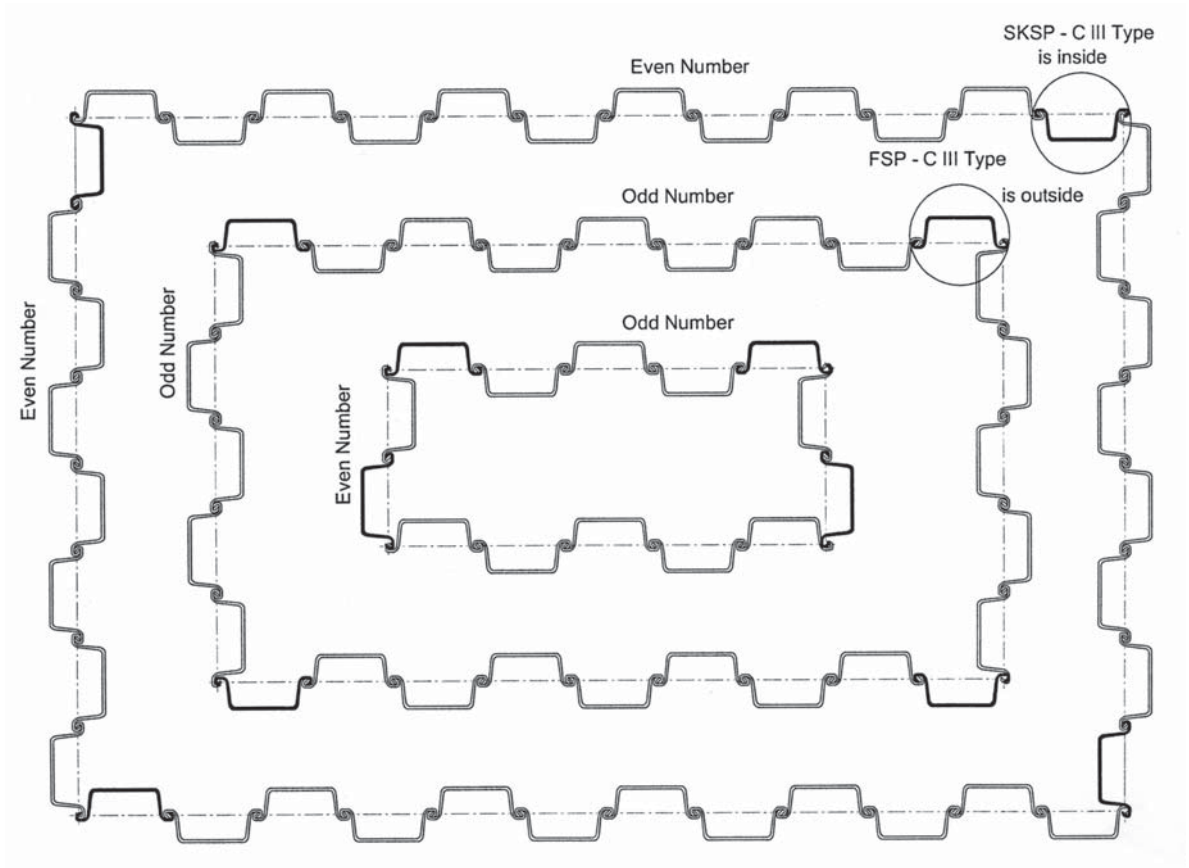 SKSP - C III Type
is inside
Even Number
FSP - C III Type
is outside
Odd Number
Odd Number
Even Number
Odd Number
Even Number